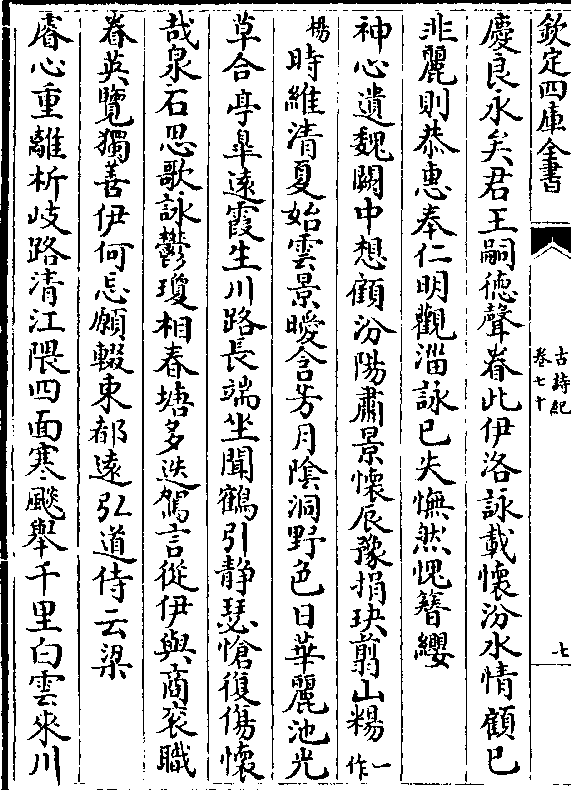 欽定四庫全書
古詩紀
卷七十
七
慶良永矣君王嗣德聲眷此伊洛詠載懷汾水情顧已
非麗則恭惠奉仁明觀淄詠已失憮然愧簪纓
神心遺魏闕中想顧汾陽肅景懷辰豫捐玦翦山糃一作
楊時維清夏始雲景曖含芳月陰洞野色日華麗池光
草合亭臯遠霞生川路長端坐聞鶴引静瑟愴復傷懷
哉泉石思歌詠鬱瓊相春塘多迭駕言從伊與商衮職
眷英覽獨善伊何忘願輟東都遠弘道侍云梁
睿心重離析岐路清江隈四面寒飈舉千里白雲來川